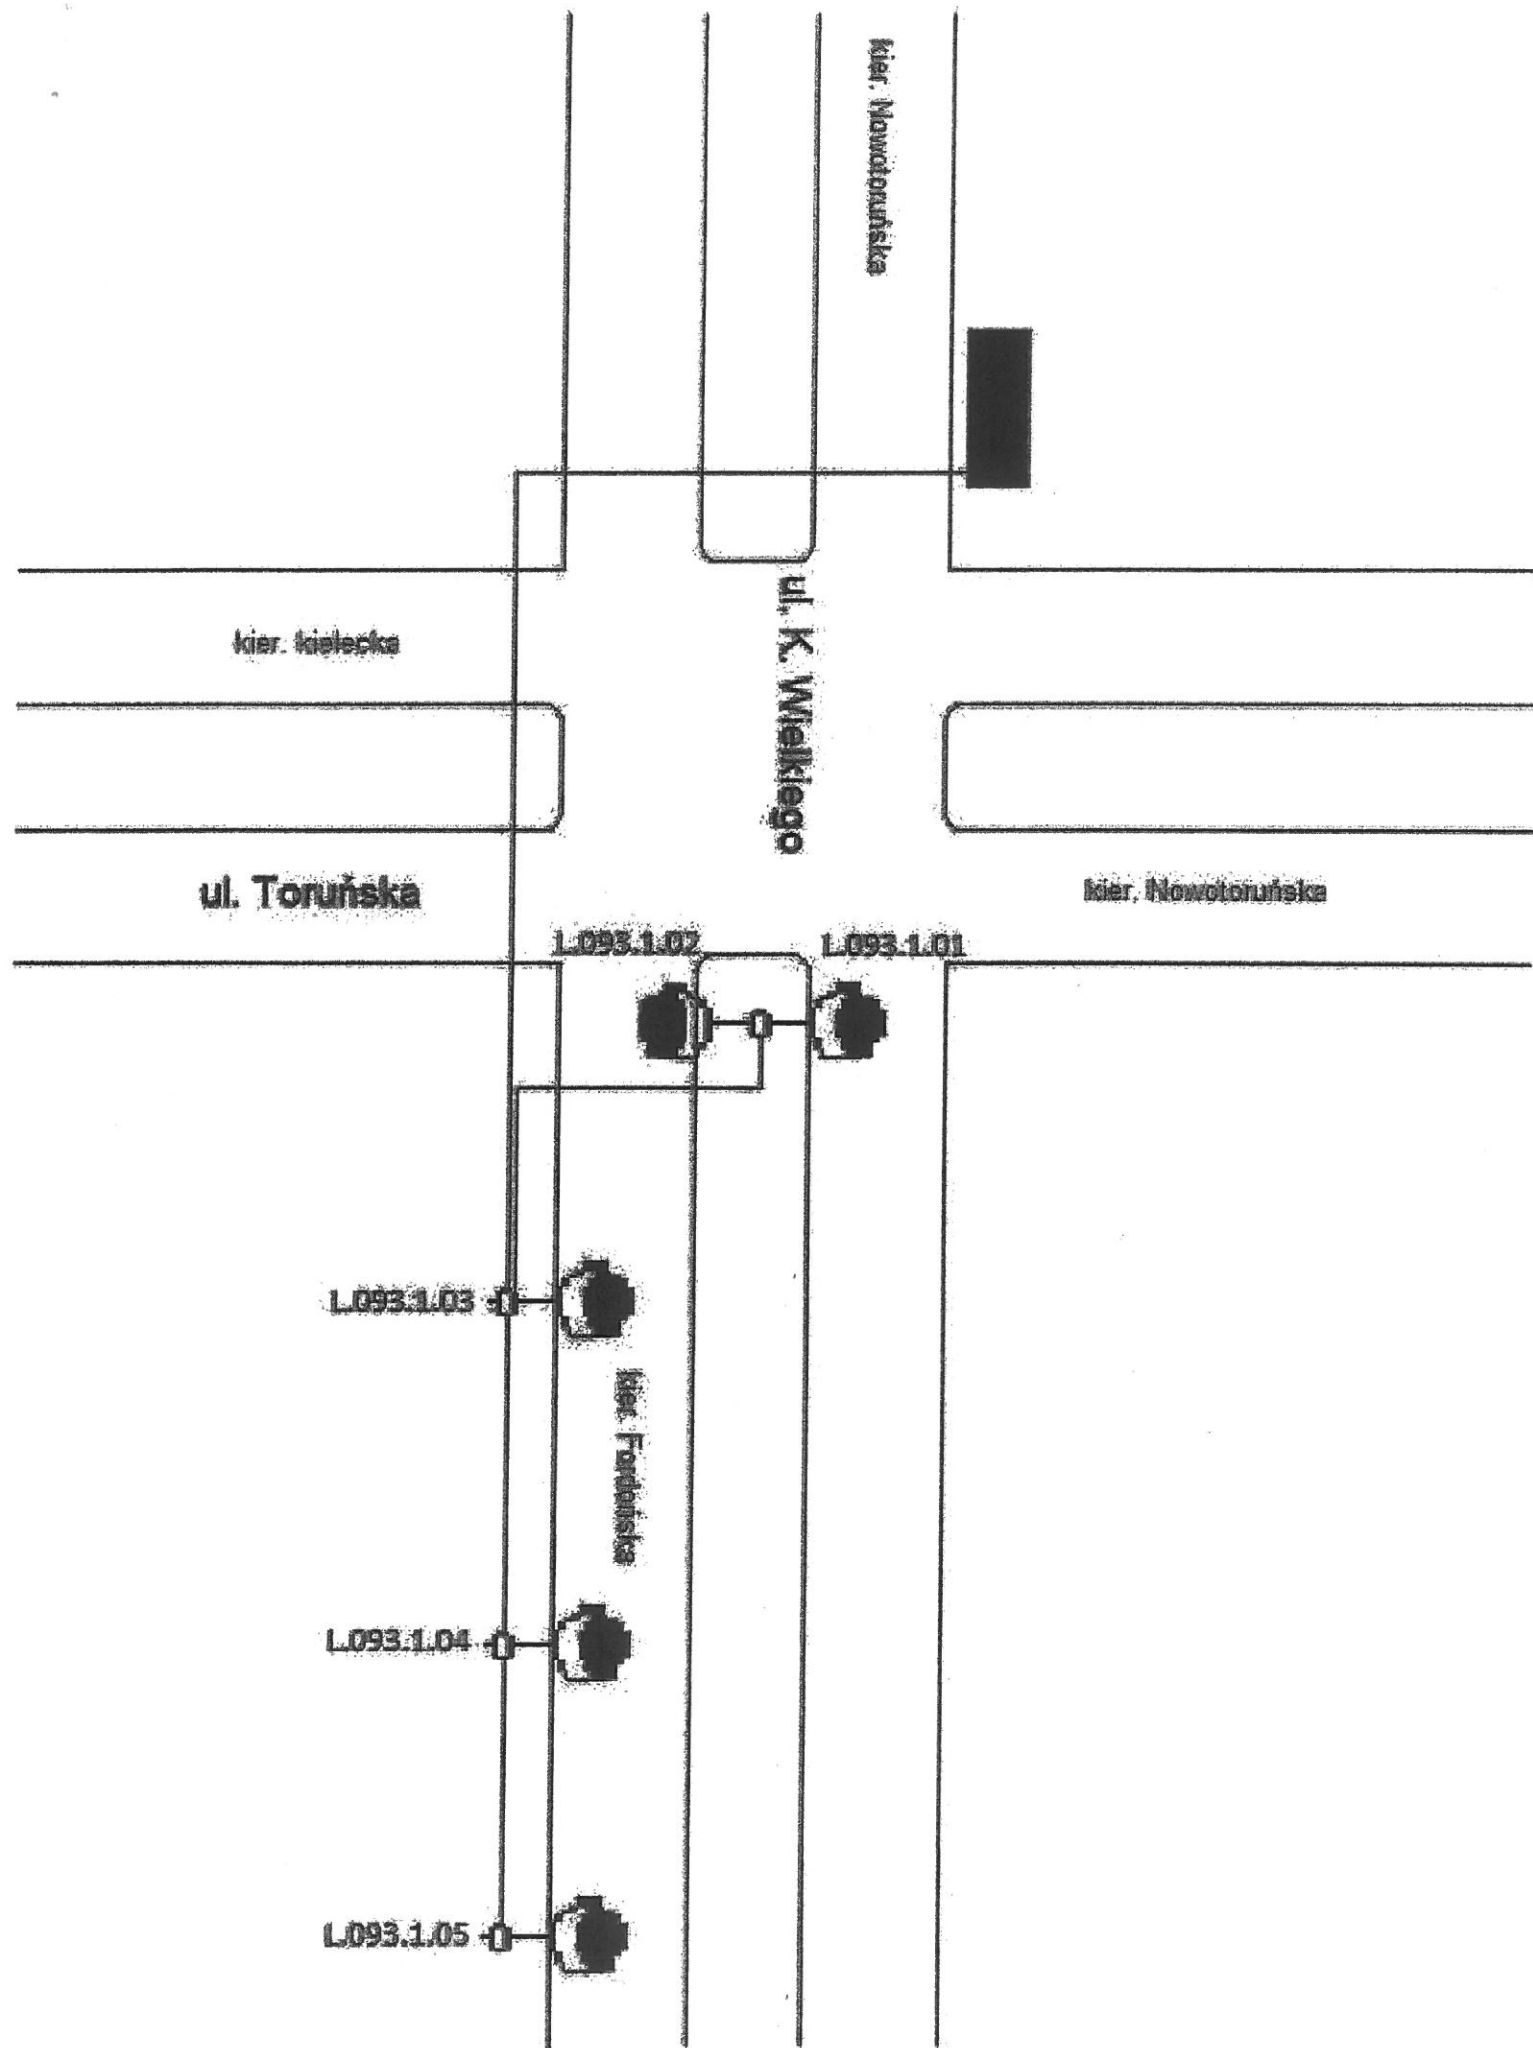 kier. Nowotoruńska
kier. kielecka
ul. K. Wielkiego
ul. Toruńska
kier. Nowotoruńska
L.093.1.02
L.093.1.01
L.093.1.03
kier. Fordońska
L.093.1.04
L.093.1.05